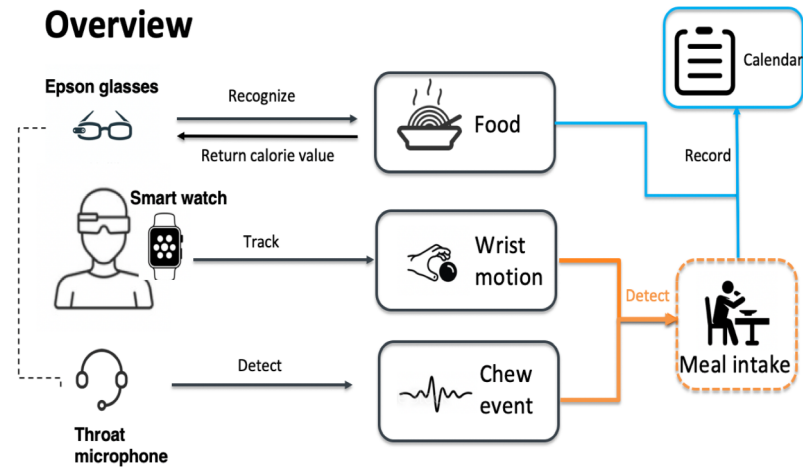 Overview
Epson glasses
Recognize
Return calorie value
Food
Calendar
Record
Smart watch
Track
Wrist
motion
Detect
Meal intake
Detect
Chew
event
Throat
microphone